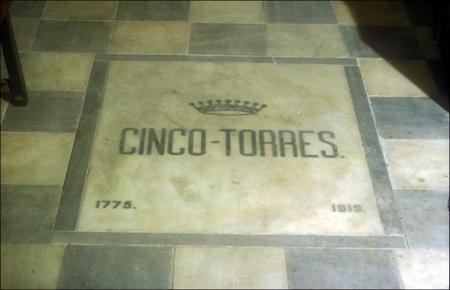 CINCO-TORRES.
1775. 1919.